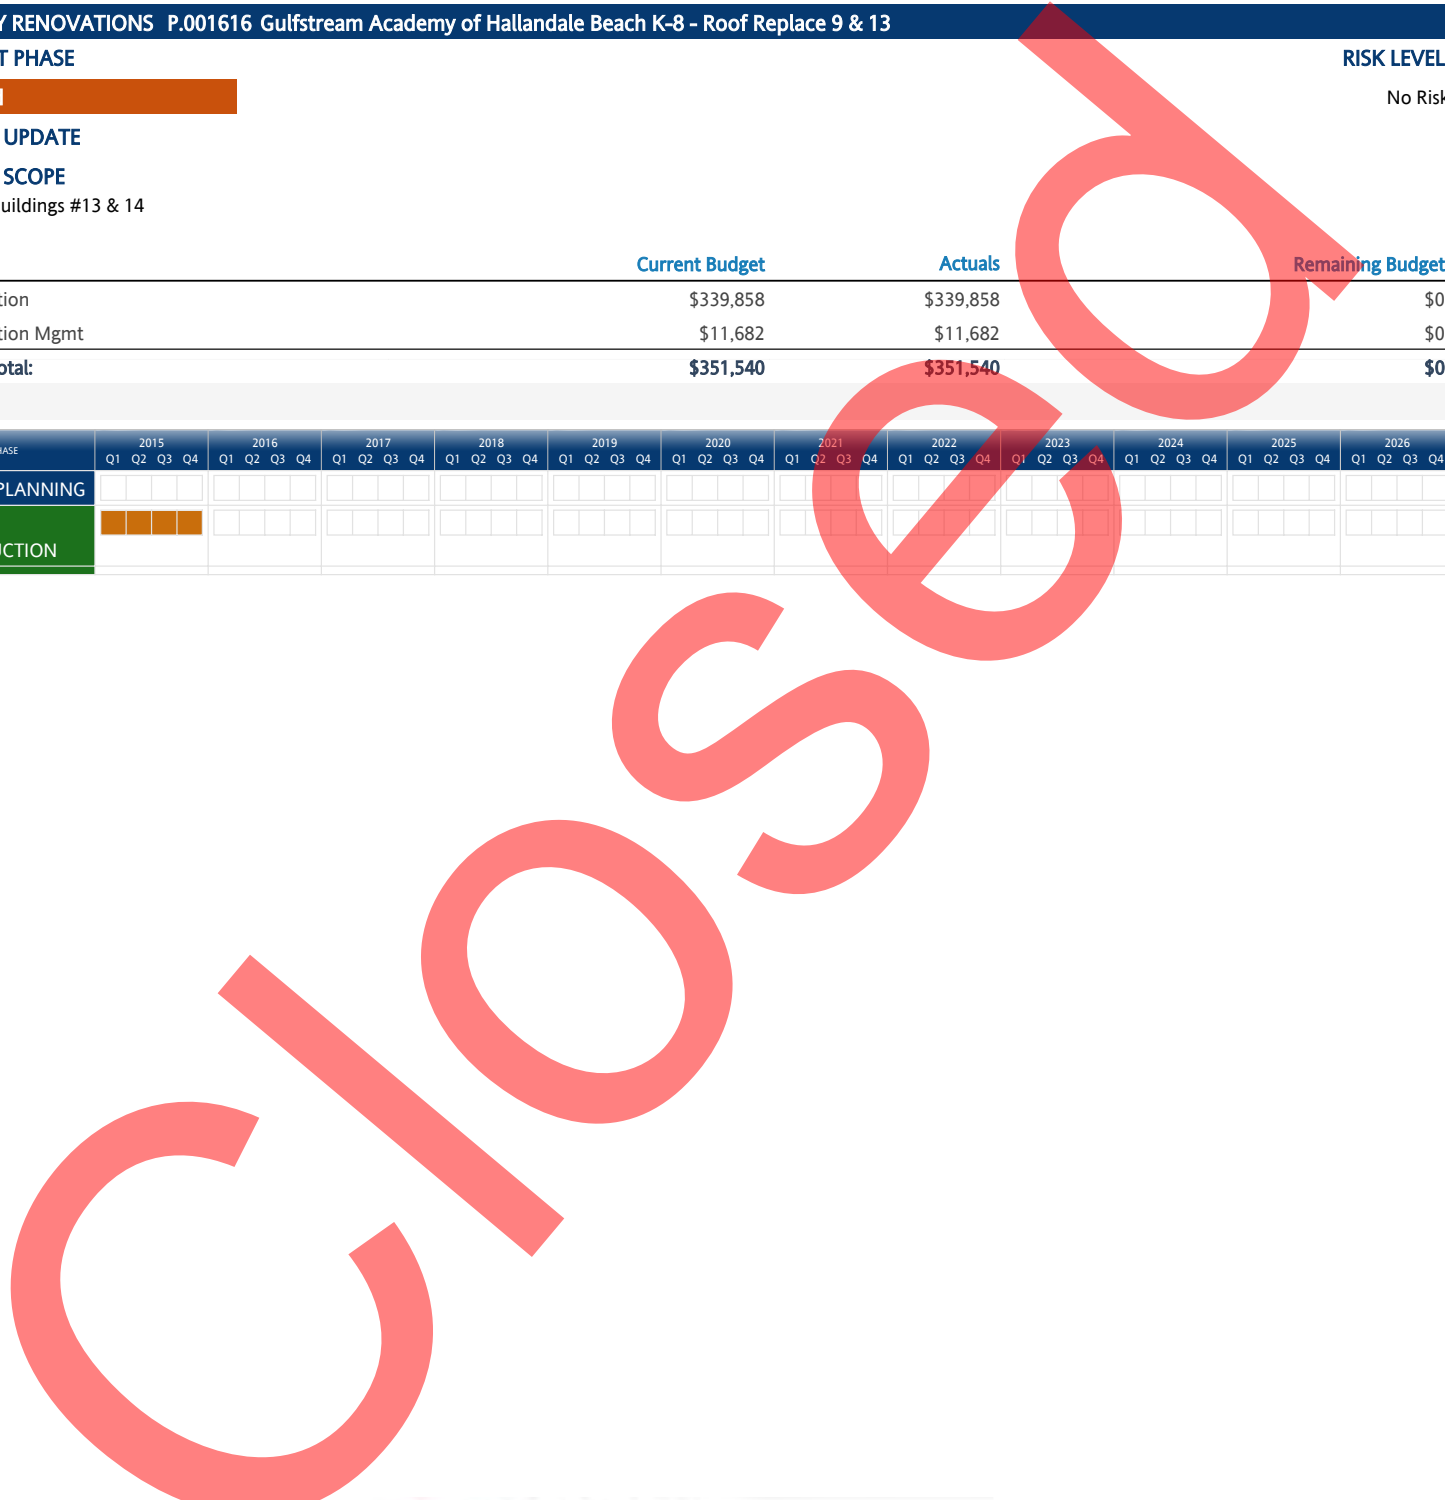 Y RENOVATIONS P.001616 Gulfstream Academy of Hallandale Beach K-8 - Roof Replace 9 & 13
T PHASE RISK LEVEL
No Risk
UPDATE
SCOPE
uildings #13 & 14
Current Budget Actuals Remaining Budget
tion $339,858 $339,858 $0
tion Mgmt $11,682 $11,682 $0
otal: $351,540 $351,540 $0
2015 2016 2017 2018 2019 2020 2021 2022 2023 2024 2025 2026
HASE Q1 Q2 Q3 Q4 Q1 Q2 Q3 Q4 Q1 Q2 Q3 Q4 Q1 Q2 Q3 Q4 Q1 Q2 Q3 Q4 Q1 Q2 Q3 Q4 Q1 Q2 Q3 Q4 Q1 Q2 Q3 Q4 Q1 Q2 Q3 Q4 Q1 Q2 Q3 Q4 Q1 Q2 Q3 Q4 Q1 Q2 Q3 Q4
PLANNING
UCTION
Closed